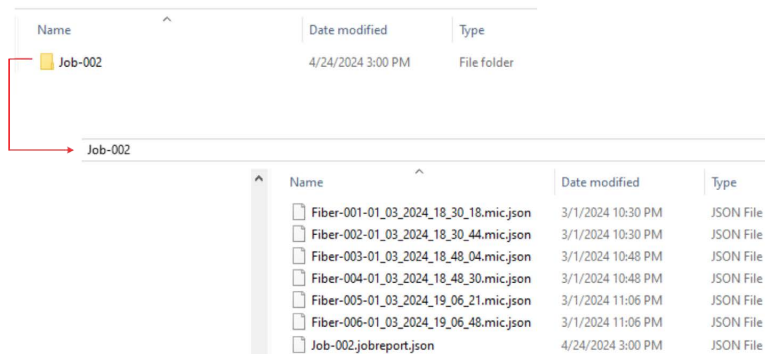 Name Date modified Type
Job-002 4/24/2024 3:00 PM File folder
Job-002
Name Date modified Type
Fiber-001-01_03_2024_18_30_18.mic.json 3/1/2024 10:30 PM JSON File
Fiber-002-01_03_2024_18_30_44.mic.json 3/1/2024 10:30 PM JSON File
Fiber-003-01_03_2024_18_48_04.mic.json 3/1/2024 10:48 PM JSON File
Fiber-004-01_03_2024_18_48_30.mic.json 3/1/2024 10:48 PM JSON File
Fiber-005-01_03_2024_19_06_21.mic.json 3/1/2024 11:06 PM JSON File
Fiber-006-01_03_2024_19_06_48.mic.json 3/1/2024 11:06 PM JSON File
Job-002.jobreport.json 4/24/2024 3:00 PM JSON File